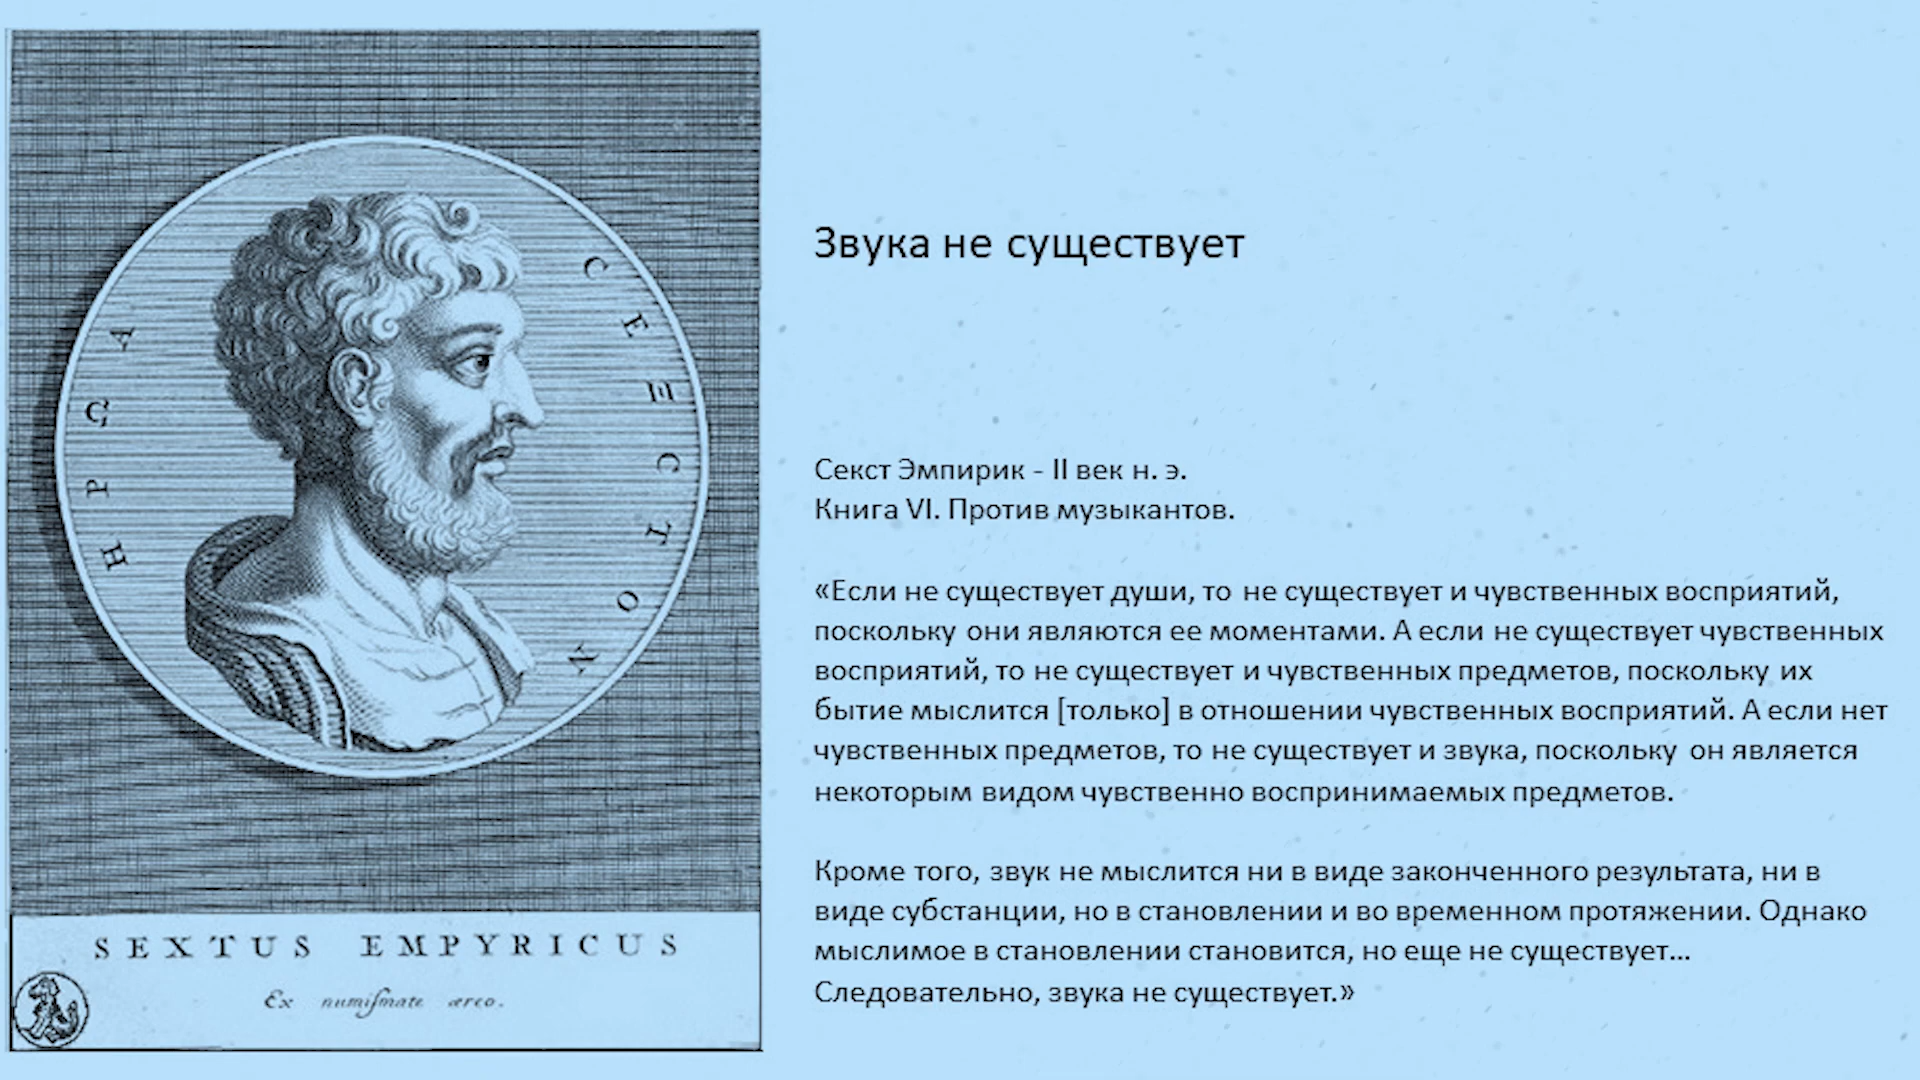 Звука не существует
Секст Эмпирик - II век н. э.
Книга VI. Против музыкантов.
«Если не существует души, то не существует и чувственных восприятий,
поскольку они являются ее моментами. А если не существует чувственных
восприятий, то не существует и чувственных предметов, поскольку их
бытие мыслится [только] в отношении чувственных восприятий. А если нет
чувственных предметов, то не существует и звука, поскольку он является
некоторым видом чувственно воспринимаемых предметов.
Кроме того, звук не мыслится ни в виде законченного результата, ни в
виде субстанции, но в становлении и во временном протяжении. Однако
мыслимое в становлении становится, но еще не существует...
Следовательно, звука не существует.»
CEΞCTON
SEXTUS EMPYRICUS
Ex numiſmate æreo.